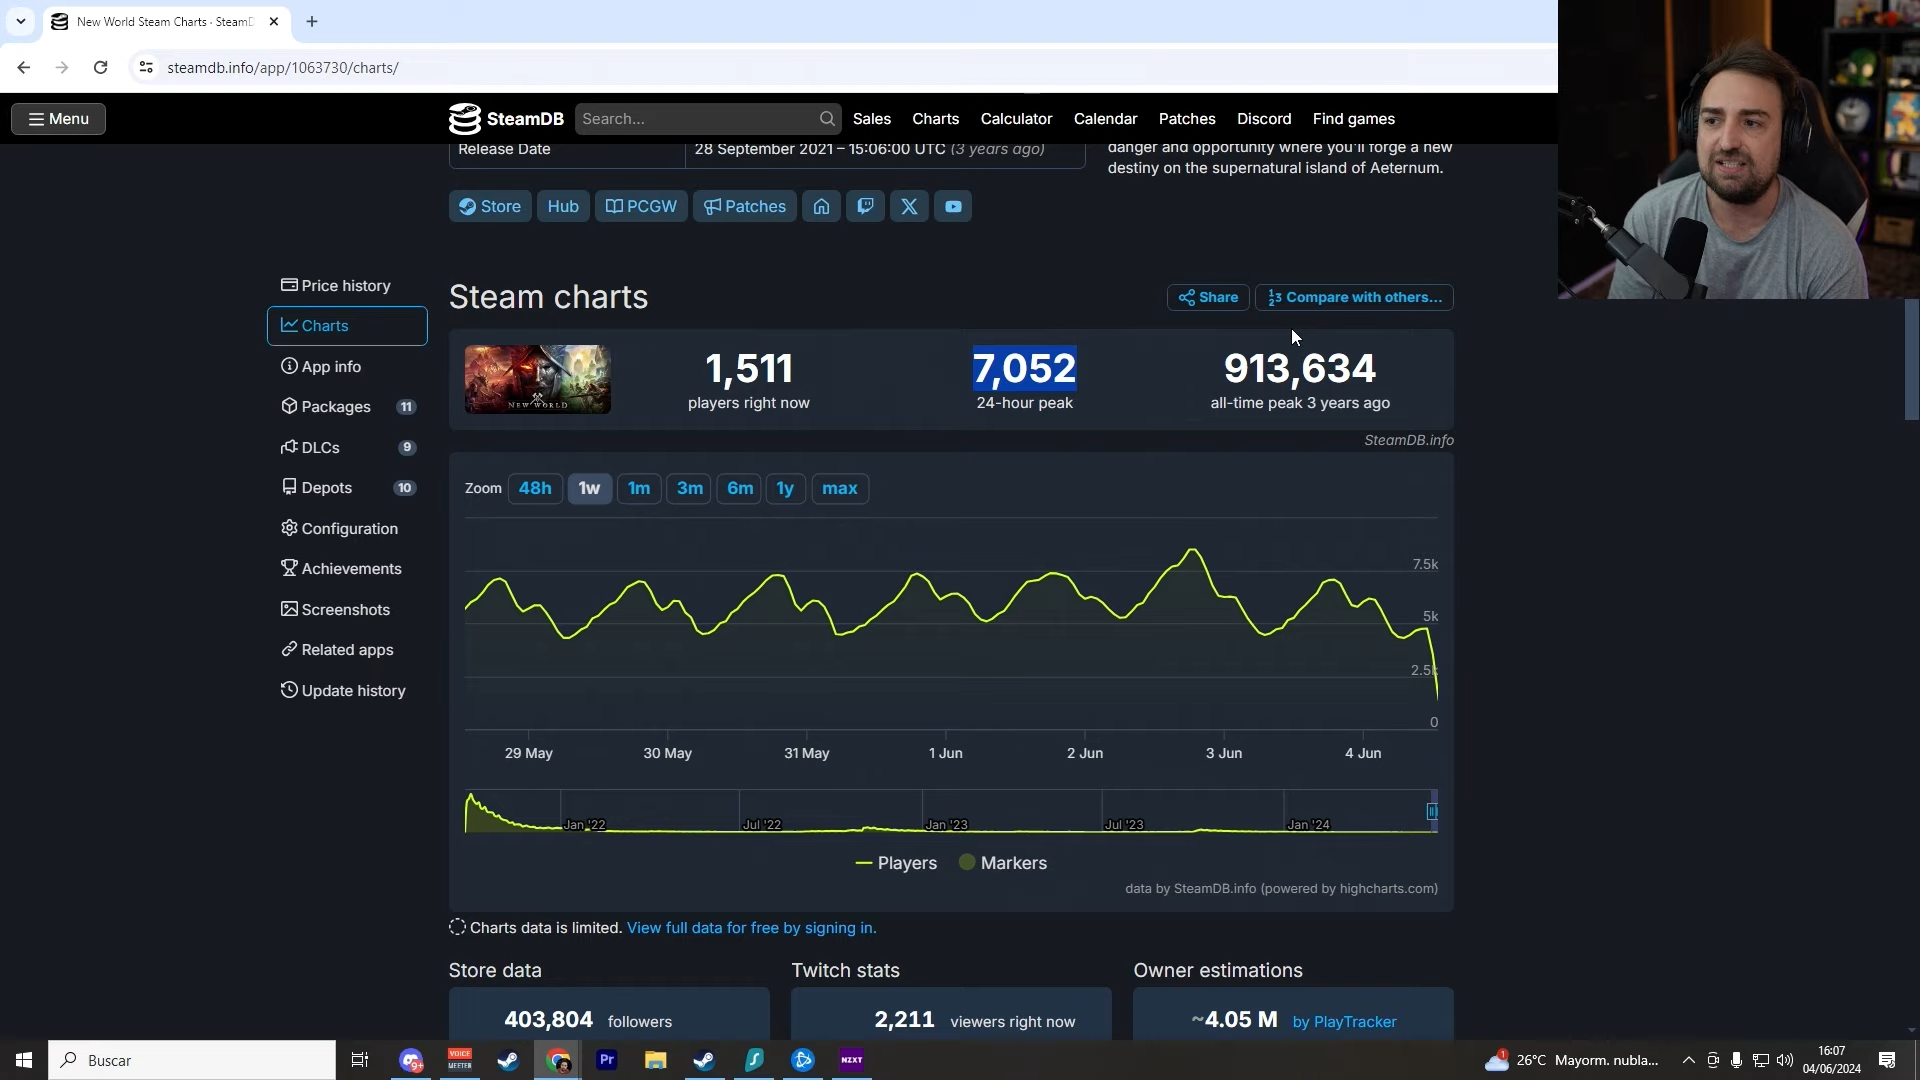 New World Steam Charts · SteamD
steamdb.info/app/1063730/charts/
Menu
SteamDB
Search...
Sales
Charts
Calculator
Calendar
Patches
Discord
Find games
Release Date
28 September 2021 – 15:06:00 UTC (3 years ago)
danger and opportunity where you'll forge a new
destiny on the supernatural island of Aeternum.
Store
Hub
PCGW
Patches
Price history
Charts
App info
Packages 11
DLCs 9
Depots 10
Configuration
Achievements
Screenshots
Related apps
Update history
Steam charts
Share
Compare with others...
NEW WORLD
1,511
players right now
7,052
24-hour peak
913,634
all-time peak 3 years ago
SteamDB.info
Zoom 48h 1w 1m 3m 6m 1y max
7.5k
5k
2.5k
0
29 May
30 May
31 May
1 Jun
2 Jun
3 Jun
4 Jun
Jan '22
Jul '22
Jan '23
Jul '23
Jan '24
Players
Markers
data by SteamDB.info (powered by highcharts.com)
Charts data is limited. View full data for free by signing in.
Store data
403,804 followers
Twitch stats
2,211 viewers right now
Owner estimations
~4.05 M by PlayTracker
Buscar
9+
VOICE
MEETER
Pr
NZXT
1
26°C Mayorm. nubla...
16:07
04/06/2024